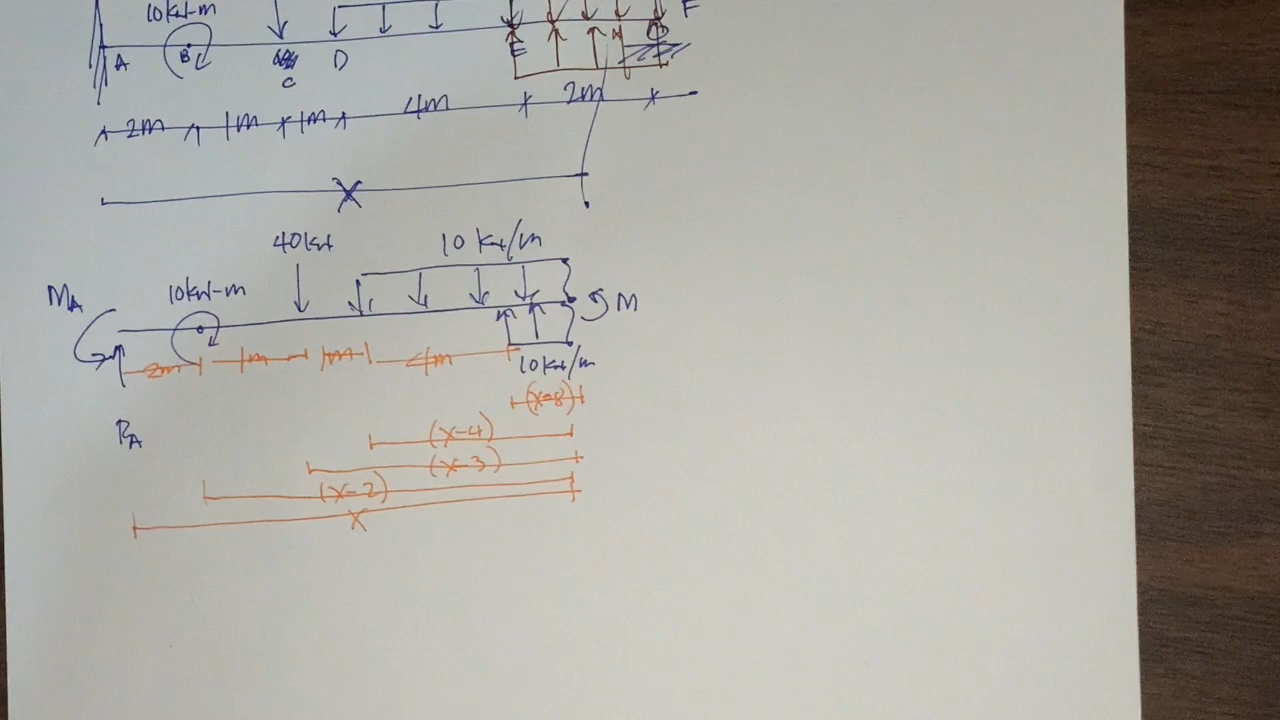 10kN-m
F
A B C D E
2m 1m 1m 4m 2m
X
40kN 10 kN/m
MA 10kN-m M
2m 1m 1m 4m 10kN/m
(x-8)
RA (x-4)
(x-3)
(x-2)
X